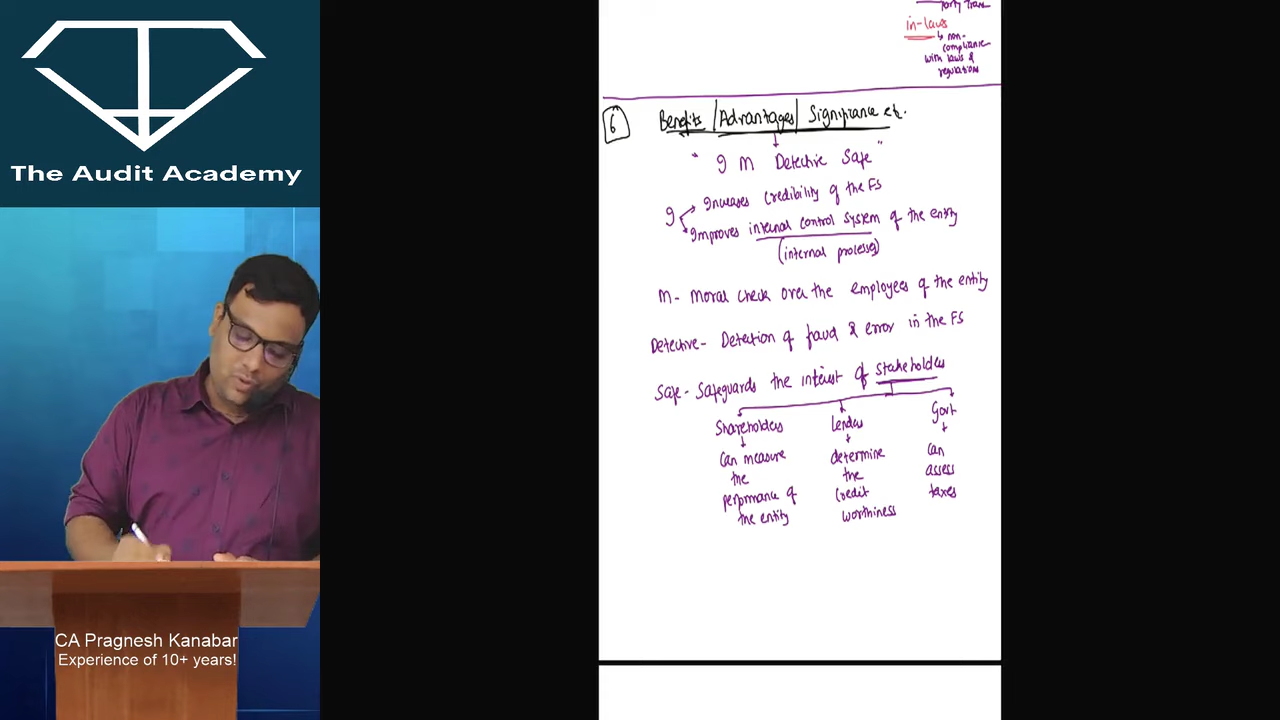 The Audit Academy
CA Pragnesh Kanabar
Experience of 10+ years!
Party Trans
in-laws
non-
compliance
with laws &
regulations
6 Benefits / Advantages / Significance etc.
" I M Detective Safe "
I Increases Credibility of the FS
Improves internal control system of the entity
(internal processes)
M - Moral check over the employees of the entity
Detective - Detection of fraud & error in the FS
Safe - Safeguards the interest of stakeholders
Shareholders Lenders Govt
Can measure determine can
the the assess
performance of credit taxes
the entity worthiness